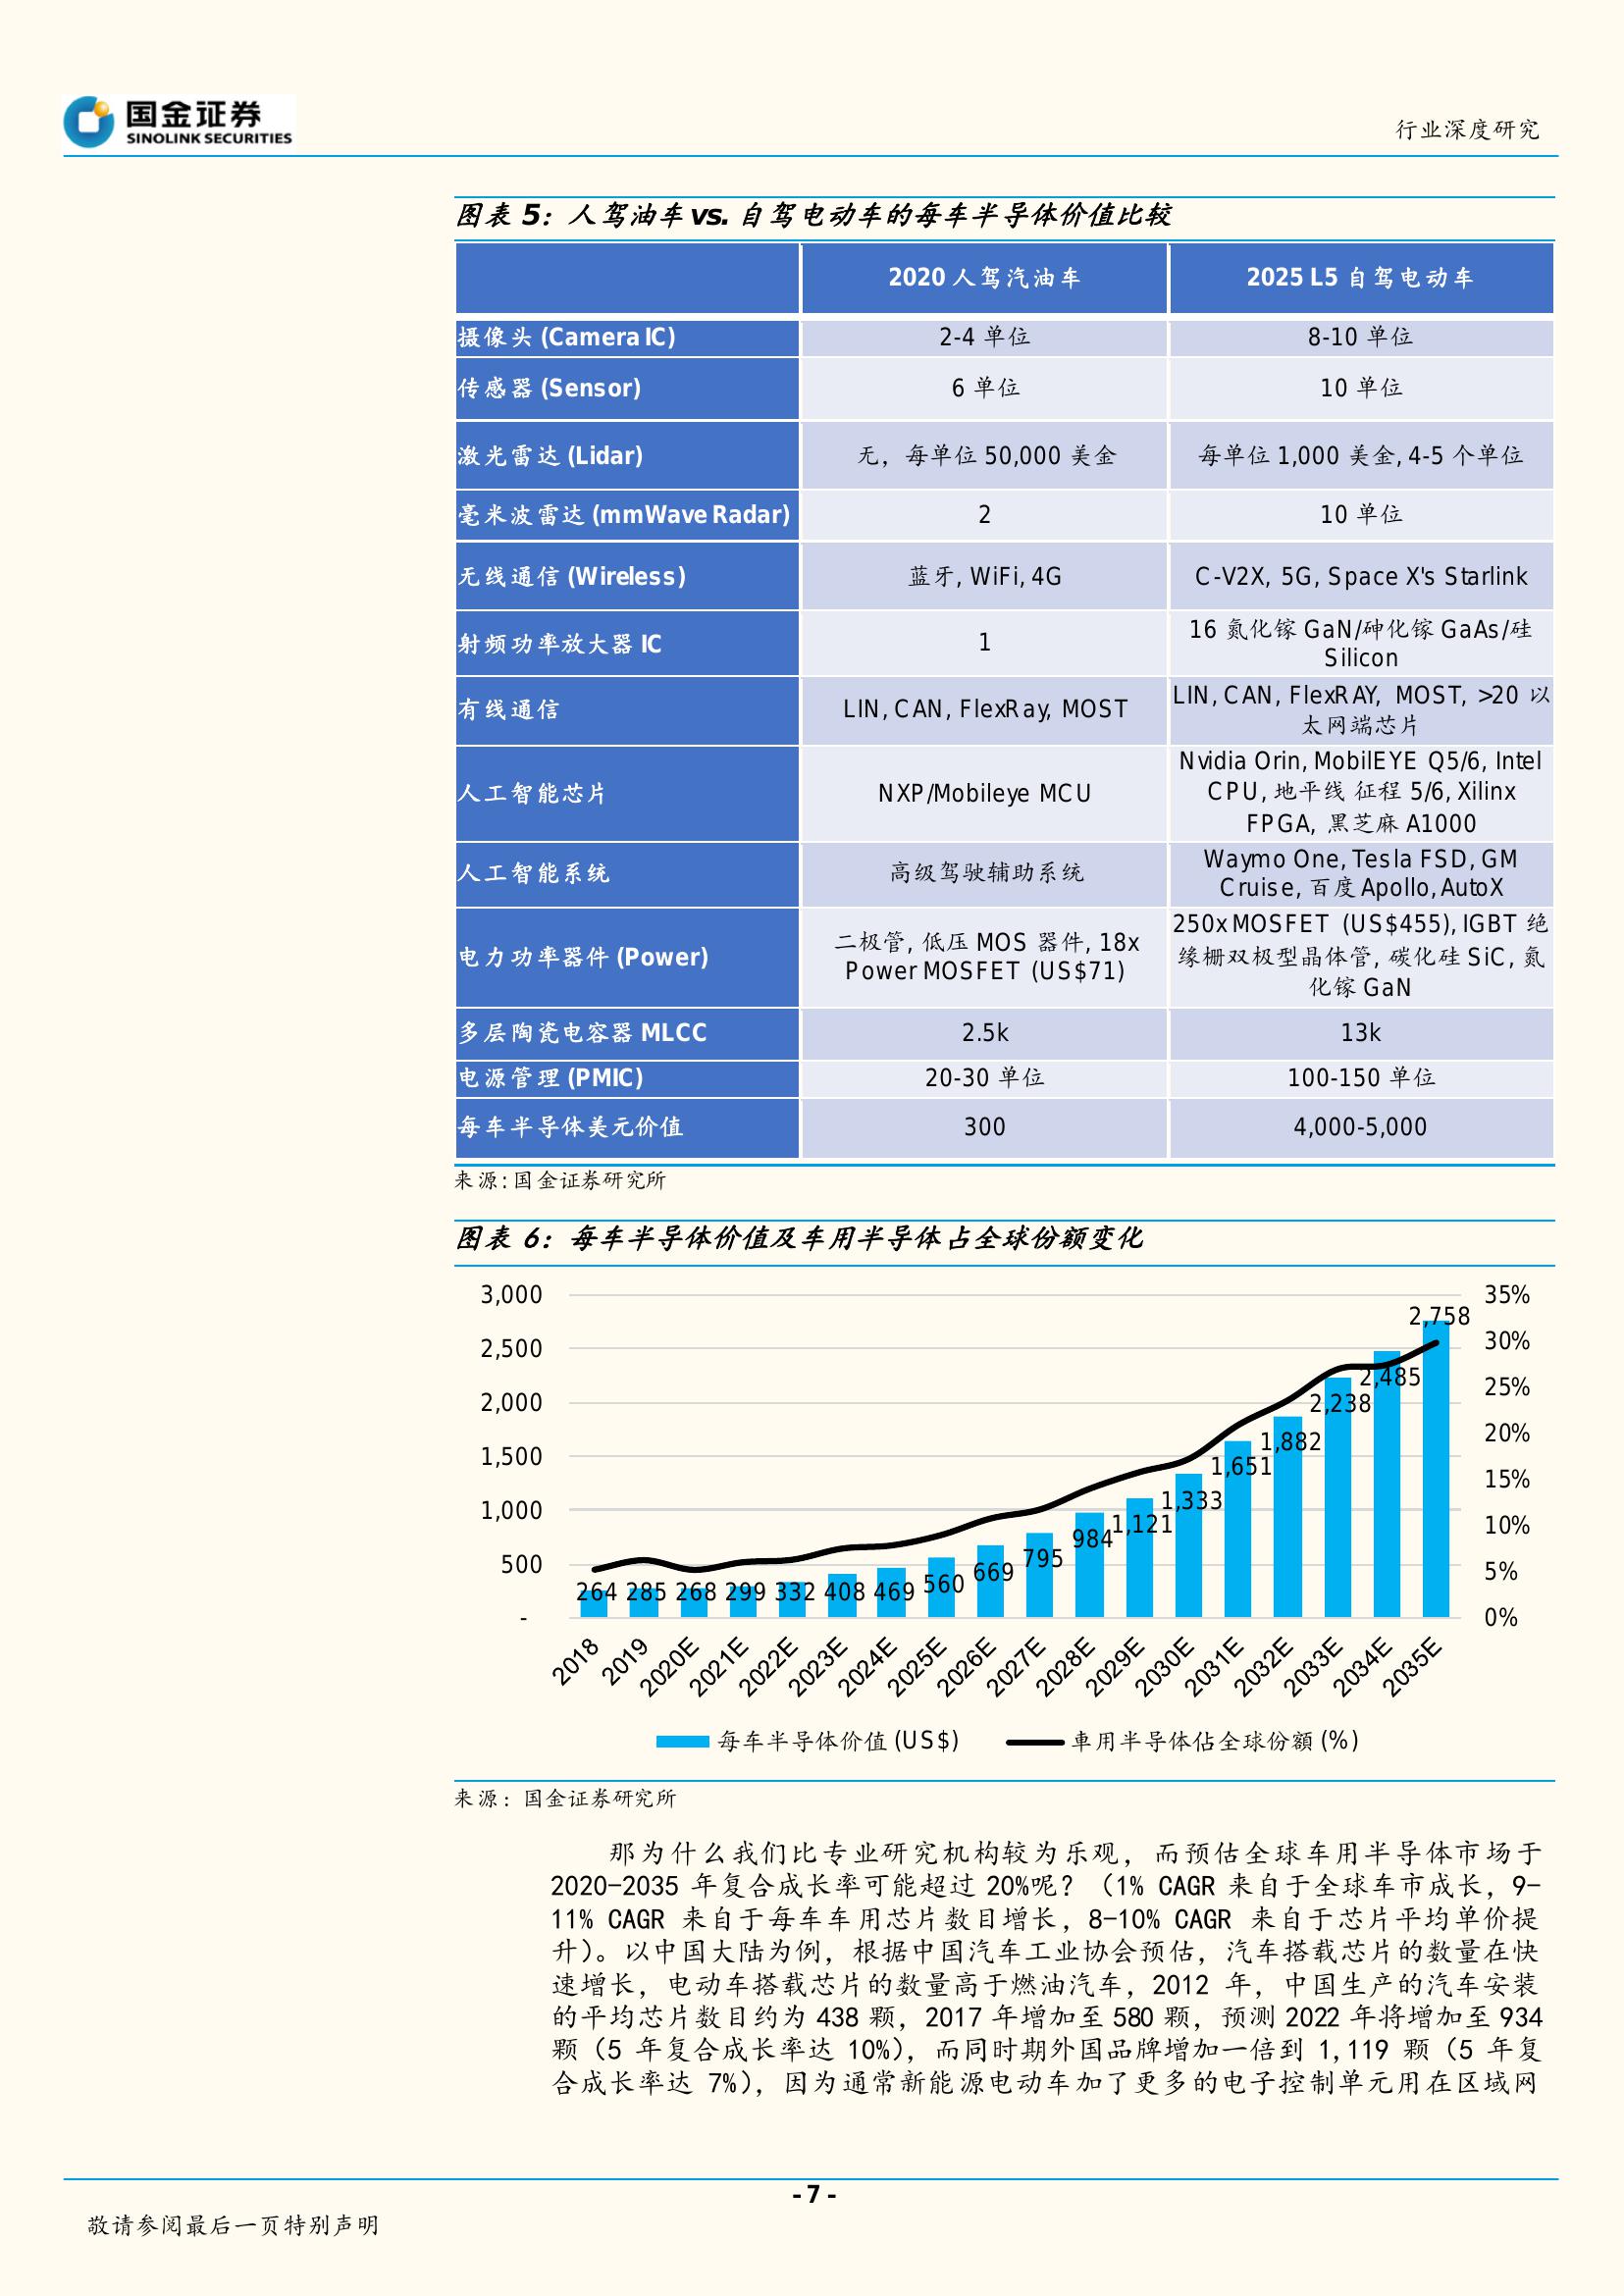 国金证券
SINOLINK SECURITIES
行业深度研究
图表 5：人驾油车 vs. 自驾电动车的每车半导体价值比较
2020 人驾汽油车
2025 L5 自驾电动车
摄像头 (Camera IC)
2-4 单位
8-10 单位
传感器 (Sensor)
6 单位
10 单位
激光雷达 (Lidar)
无，每单位 50,000 美金
每单位 1,000 美金, 4-5 个单位
毫米波雷达 (mmWave Radar)
2
10 单位
无线通信 (Wireless)
蓝牙, WiFi, 4G
C-V2X, 5G, Space X's Starlink
射频功率放大器 IC
1
16 氮化镓 GaN/砷化镓 GaAs/硅
Silicon
有线通信
LIN, CAN, FlexRay, MOST
LIN, CAN, FlexRAY, MOST, >20 以
太网端芯片
人工智能芯片
NXP/Mobileye MCU
Nvidia Orin, MobilEYE Q5/6, Intel
CPU, 地平线 征程 5/6, Xilinx
FPGA, 黑芝麻 A1000
人工智能系统
高级驾驶辅助系统
Waymo One, Tesla FSD, GM
Cruise, 百度 Apollo, AutoX
电力功率器件 (Power)
二极管, 低压 MOS 器件, 18x
Power MOSFET (US$71)
250x MOSFET (US$455), IGBT 绝
缘栅双极型晶体管, 碳化硅 SiC, 氮
化镓 GaN
多层陶瓷电容器 MLCC
2.5k
13k
电源管理 (PMIC)
20-30 单位
100-150 单位
每车半导体美元价值
300
4,000-5,000
来源: 国金证券研究所
图表 6：每车半导体价值及车用半导体占全球份额变化
3,000
2,500
2,000
1,500
1,000
500
-
35%
30%
25%
20%
15%
10%
5%
0%
264
285
268
299
332
408
469
560
669
795
984
1,121
1,333
1,651
1,882
2,238
2,485
2,758
2018
2019
2020E
2021E
2022E
2023E
2024E
2025E
2026E
2027E
2028E
2029E
2030E
2031E
2032E
2033E
2034E
2035E
每车半导体价值 (US$)
車用半导体佔全球份額 (%)
来源：国金证券研究所
那为什么我们比专业研究机构较为乐观，而预估全球车用半导体市场于
2020-2035 年复合成长率可能超过 20%呢？（1% CAGR 来自于全球车市成长，9-
11% CAGR 来自于每车车用芯片数目增长，8-10% CAGR 来自于芯片平均单价提
升）。以中国大陆为例，根据中国汽车工业协会预估，汽车搭载芯片的数量在快
速增长，电动车搭载芯片的数量高于燃油汽车，2012 年，中国生产的汽车安装
的平均芯片数目约为 438 颗，2017 年增加至 580 颗，预测 2022 年将增加至 934
颗（5 年复合成长率达 10%），而同时期外国品牌增加一倍到 1,119 颗（5 年复
合成长率达 7%），因为通常新能源电动车加了更多的电子控制单元用在区域网
- 7 -
敬请参阅最后一页特别声明